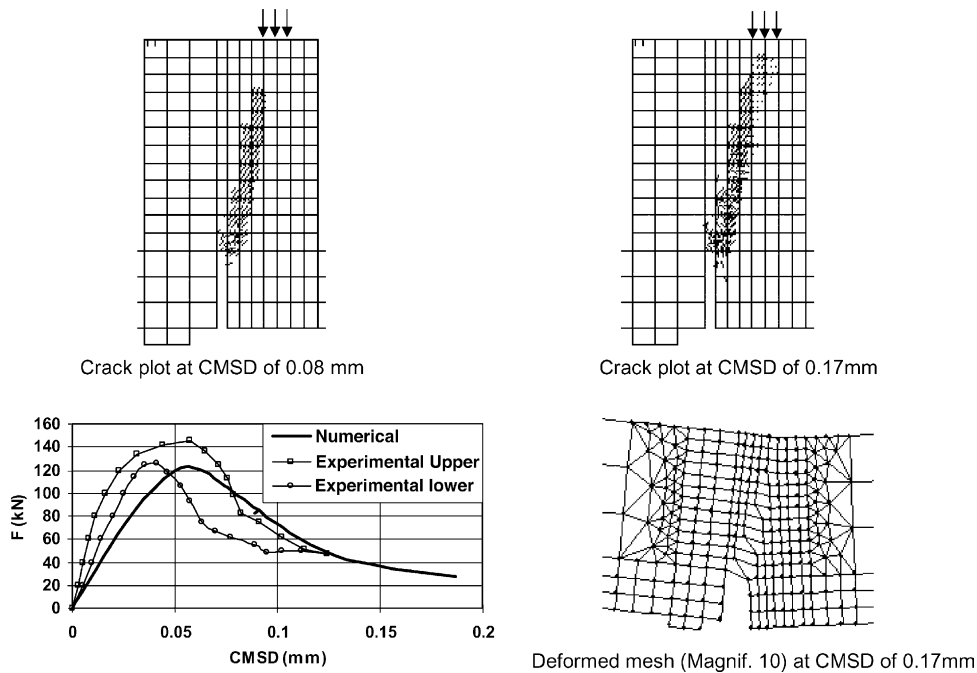 Crack plot at CMSD of 0.08 mm
Crack plot at CMSD of 0.17mm
F (kN)
160
140
120
100
80
60
40
20
0
0
0.05
0.1
0.15
0.2
CMSD (mm)
Numerical
Experimental Upper
Experimental lower
Deformed mesh (Magnif. 10) at CMSD of 0.17mm